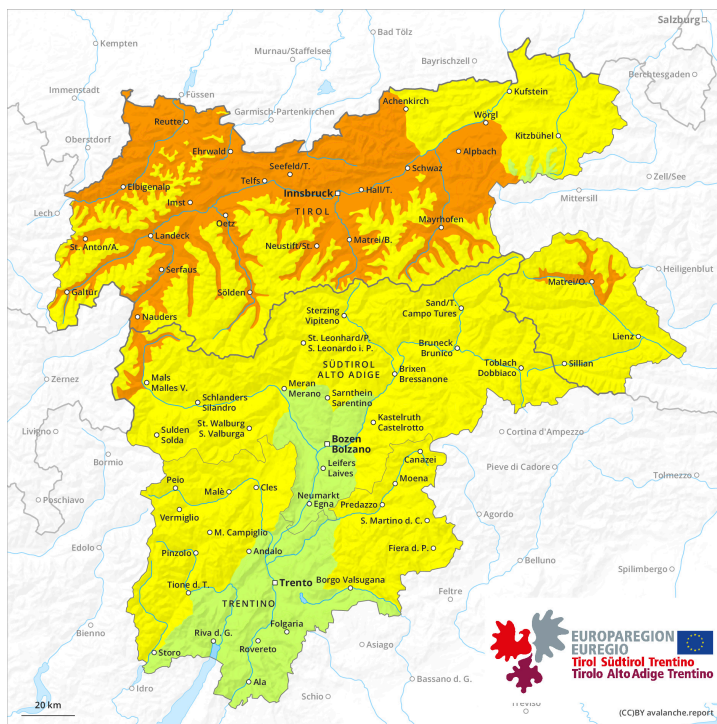 Salzburg
Bad Tölz
Kempten
Murnau/Staffelsee
Bayrischzell
Berchtesgaden
Immenstadt
Füssen
Achenkirch
Kufstein
Garmisch-Partenkirchen
Reutte
Wörgl
Oberstdorf
Ehrwald
Kitzbühel
Seefeld/T.
Alpbach
Telfs
Schwaz
Zell/See
Elbigenalp
Innsbruck
Hall/T.
Mittersill
Imst
TIROL
Lech
Oetz
Mayrhofen
St. Anton/A.
Landeck
Neustift/St.
Matrei/B.
Serfaus
Heiligenblut
Galtür
Sölden
Matrei/O.
Nauders
Sterzing
Vipiteno
Sand/T.
Campo Tures
Lienz
St. Leonhard/P.
S. Leonardo i. P.
Bruneck
Brunico
Zernez
Mals
Malles V.
SÜDTIROL
ALTO ADIGE
Brixen
Bressanone
Toblach
Dobbiaco
Sillian
Meran
Merano
Schlanders
Silandro
Sarnthein
Sarentino
St. Walburg
S. Valburga
Kastelruth
Castelrotto
Livigno
Sulden
Solda
Cortina d'Ampezzo
Bozen
Bolzano
Bormio
Canazei
Pieve di Cadore
Leifers
Laives
Tolmezzo
Peio
Malè
Cles
Moena
Poschiavo
Neumarkt
Egna
Predazzo
Vermiglio
Agordo
M. Campiglio
S. Martino d. C.
Edolo
Pinzolo
Andalo
Fiera d. P.
Belluno
Spilimbergo
Tione d. T.
Trento
Borgo Valsugana
Feltre
TRENTINO
Folgaria
Bienno
Riva d. G.
Rovereto
Asiago
Storo
Bassano d. G.
Ala
Idro
Schio
Treviso
EUROPAREGION
EUREGIO
Tirol Südtirol Trentino
Tirolo Alto Adige Trentino
20 km
(CC)BY avalanche.report